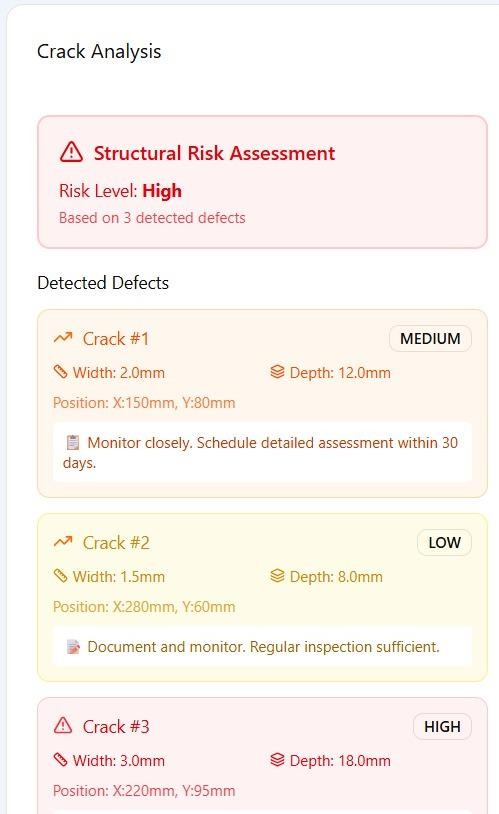 Crack Analysis
Structural Risk Assessment
Risk Level: High
Based on 3 detected defects
Detected Defects
Crack #1
MEDIUM
Width: 2.0mm
Depth: 12.0mm
Position: X:150mm, Y:80mm
Monitor closely. Schedule detailed assessment within 30
days.
Crack #2
LOW
Width: 1.5mm
Depth: 8.0mm
Position: X:280mm, Y:60mm
Document and monitor. Regular inspection sufficient.
Crack #3
HIGH
Width: 3.0mm
Depth: 18.0mm
Position: X:220mm, Y:95mm